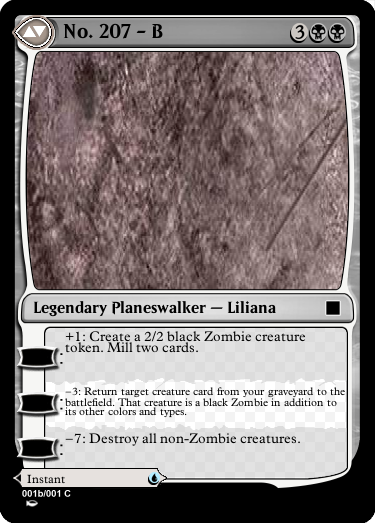 No. 207 – B 3
Legendary Planeswalker — Liliana
+1: Create a 2/2 black Zombie creature
token. Mill two cards.
:
−3: Return target creature card from your graveyard to the
battlefield. That creature is a black Zombie in addition to
its other colors and types.
:
−7: Destroy all non-Zombie creatures.
:
Instant
001b/001 C